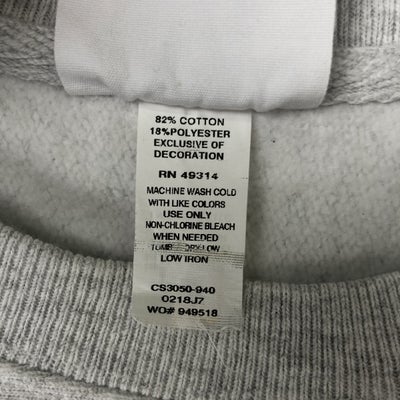 82% COTTON
18%POLYESTER
EXCLUSIVE OF
DECORATION
RN 49314
MACHINE WASH COLD
WITH LIKE COLORS
USE ONLY
NON-CHLORINE BLEACH
WHEN NEEDED
TUMBLE DRY LOW
LOW IRON
CS3050-940
0218J7
WO# 949518